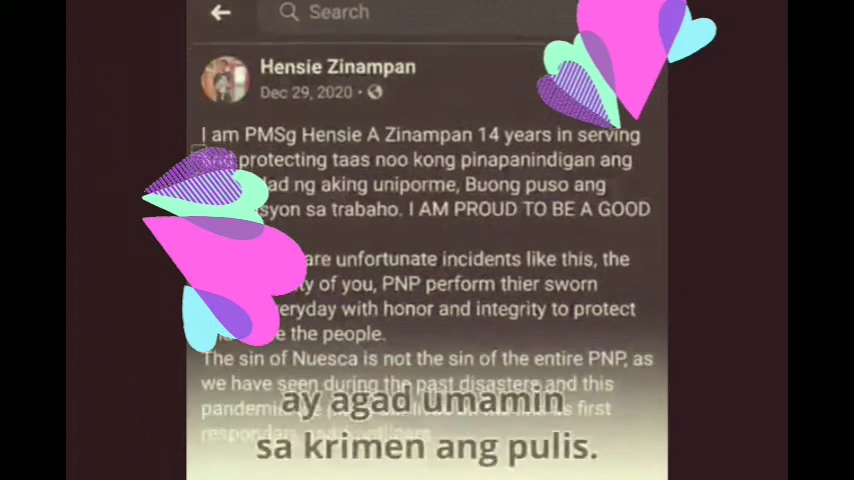 Search
Hensie Zinampan
Dec 29, 2020
I am PMSg Hensie A Zinampan 14 years in serving
protecting taas noo kong pinapanindigan ang
ng aking uniporme, Buong puso ang
sa trabaho. I AM PROUD TO BE A GOOD
are unfortunate incidents like this, the
of you, PNP perform thier sworn
with honor and integrity to protect
the people.
The sin of Nuesca is not the sin of the entire PNP, as
we have seen during the past disasters and this
first
ay agad umamin
sa krimen ang pulis.